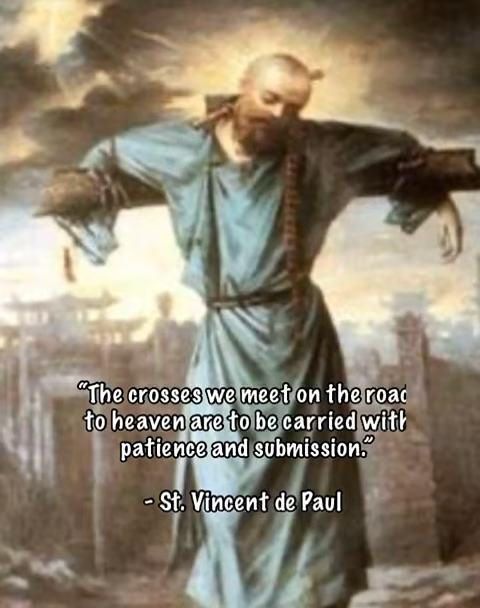 “The crosses we meet on the road
to heaven are to be carried with
patience and submission.”
- St. Vincent de Paul